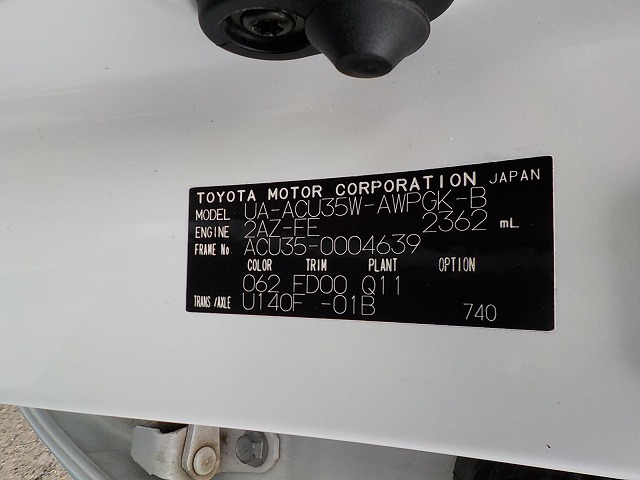 TOYOTA MOTOR CORPORATION JAPAN
MODEL UA-ACU35W-AWPGK-B
ENGINE 2AZ-FE 2362 mL
FRAME No ACU35-0004639
COLOR TRIM PLANT OPTION
062 FD00 Q11
TRANS/AXLE U140F -01B 740